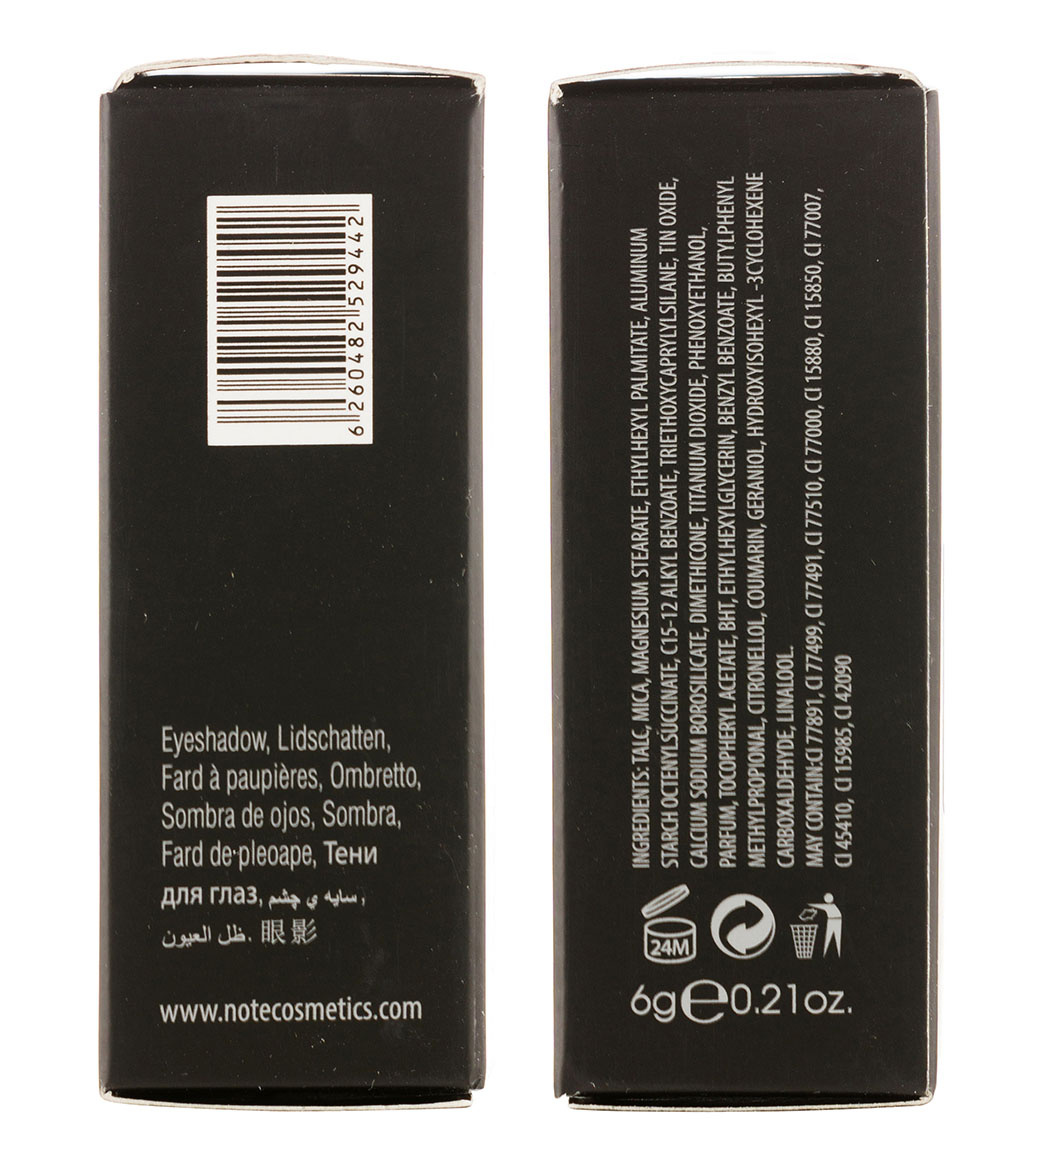 6 260482 529442
Eyeshadow, Lidschatten,
Fard à paupières, Ombretto,
Sombra de ojos, Sombra,
Fard de pleoape, Тени
для глаз, سايه ي چشم ,
ظل العيون. 眼影
www.notecosmetics.com
INGREDIENTS: TALC, MICA, MAGNESIUM STEARATE, ETHYLHEXYL PALMITATE, ALUMINUM
STARCH OCTENYLSUCCINATE, C15-12 ALKYL BENZOATE, TRIETHOXYCAPRYLYLSILANE, TIN OXIDE,
CALCIUM SODIUM BOROSILICATE, DIMETHICONE, TITANIUM DIOXIDE, PHENOXYETHANOL,
PARFUM, TOCOPHERYL ACETATE, BHT, ETHYLHEXYLGLYCERIN, BENZYL BENZOATE, BUTYLPHENYL
METHYLPROPIONAL, CITRONELLOL, COUMARIN, GERANIOL, HYDROXYISOHEXYL -3CYCLOHEXENE
CARBOXALDEHYDE, LINALOOL.
MAY CONTAIN:CI 77891, CI 77499, CI 77491, CI 77510, CI 77000, CI 15880, CI 15850, CI 77007,
CI 45410, CI 15985, CI 42090
24M
6g e 0.21oz.